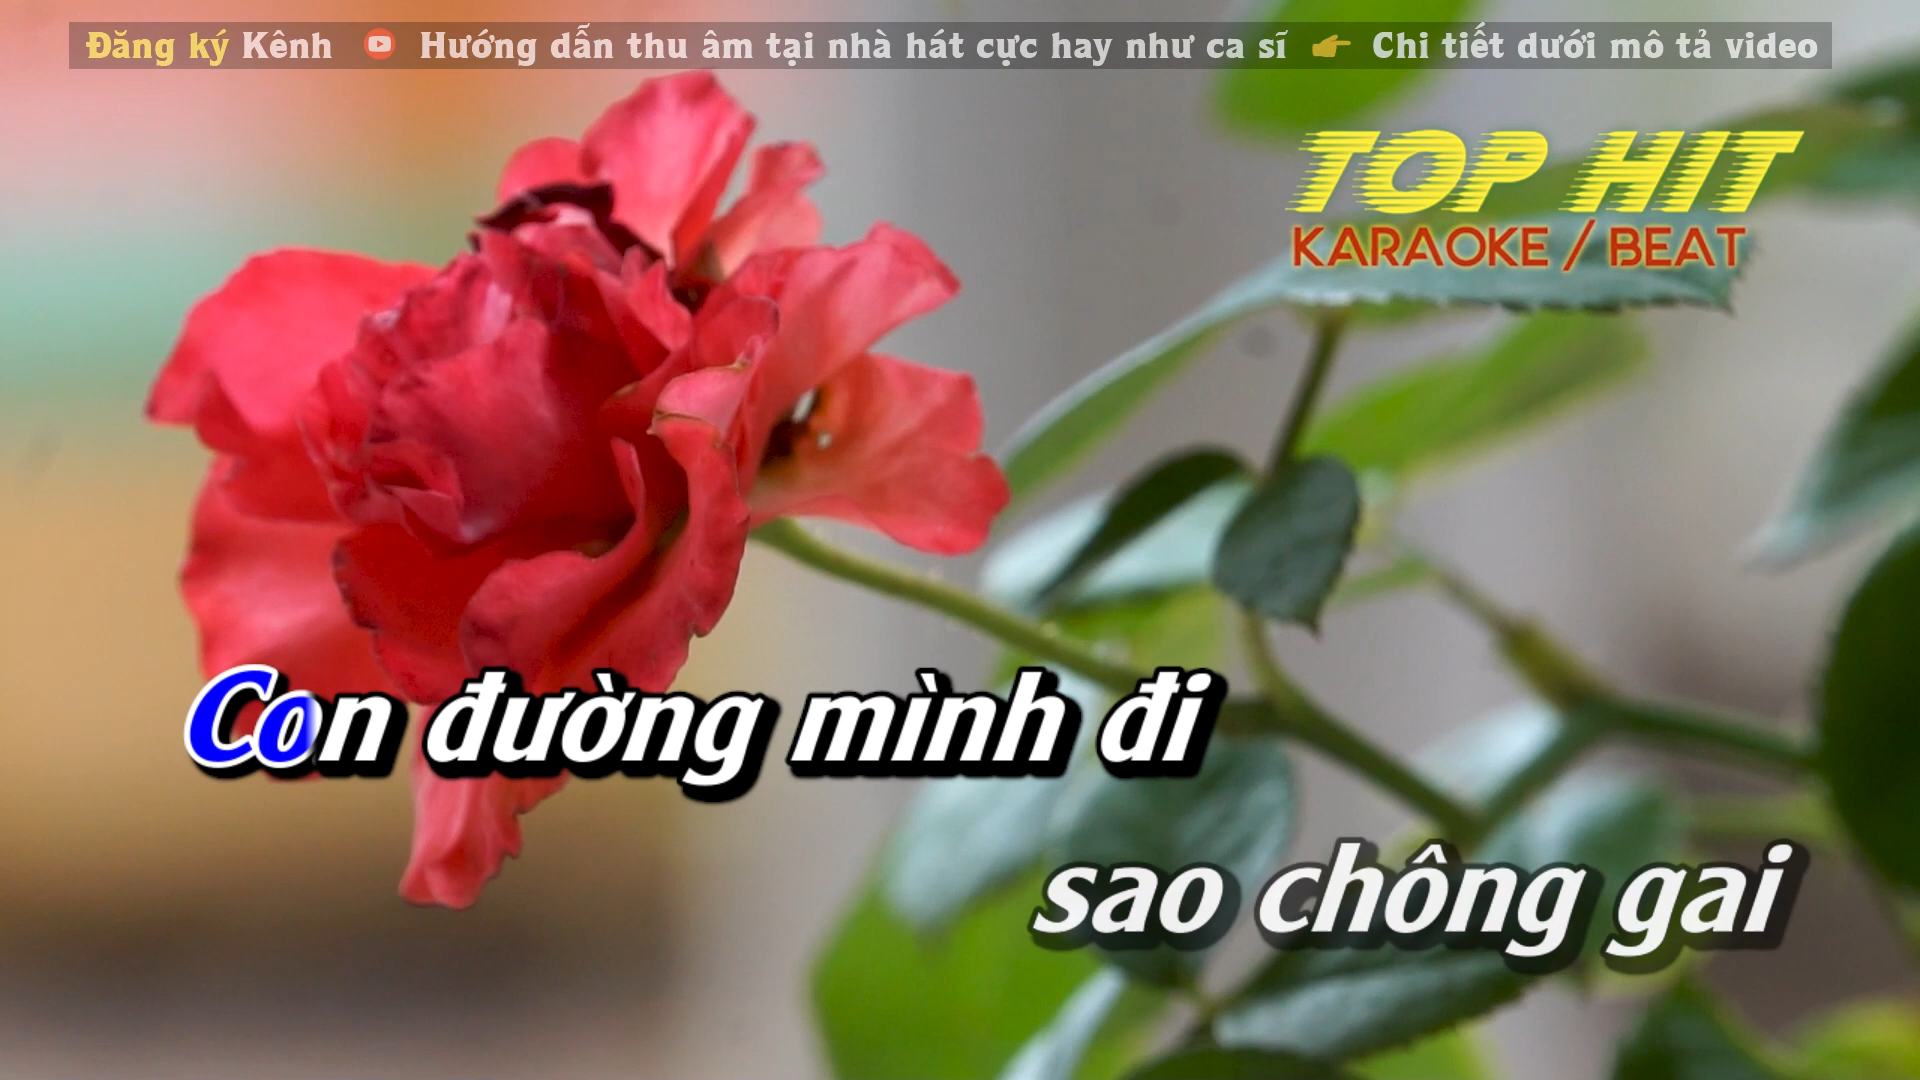 Đăng ký Kênh Hướng dẫn thu âm tại nhà hát cực hay như ca sĩ Chi tiết dưới mô tả video
TOP HIT
KARAOKE / BEAT
Con đường mình đi
sao chông gai